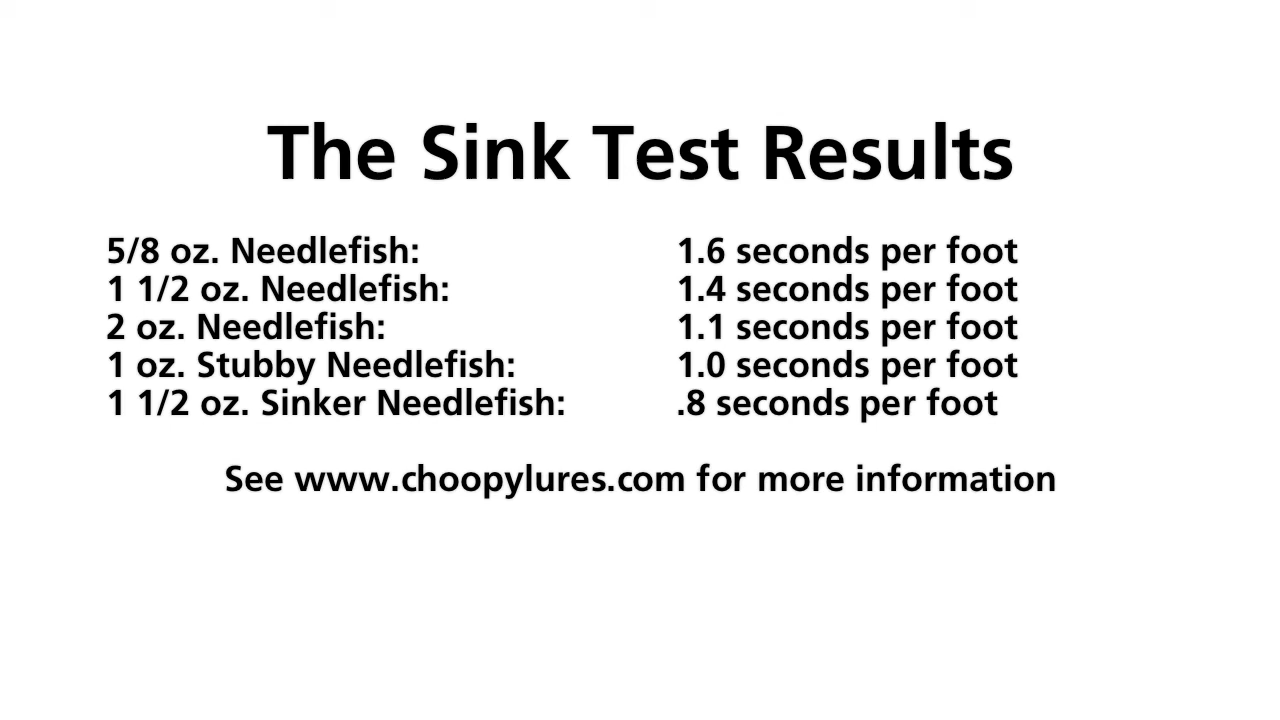 The Sink Test Results
5/8 oz. Needlefish: 1.6 seconds per foot
1 1/2 oz. Needlefish: 1.4 seconds per foot
2 oz. Needlefish: 1.1 seconds per foot
1 oz. Stubby Needlefish: 1.0 seconds per foot
1 1/2 oz. Sinker Needlefish: .8 seconds per foot
See www.choopylures.com for more information